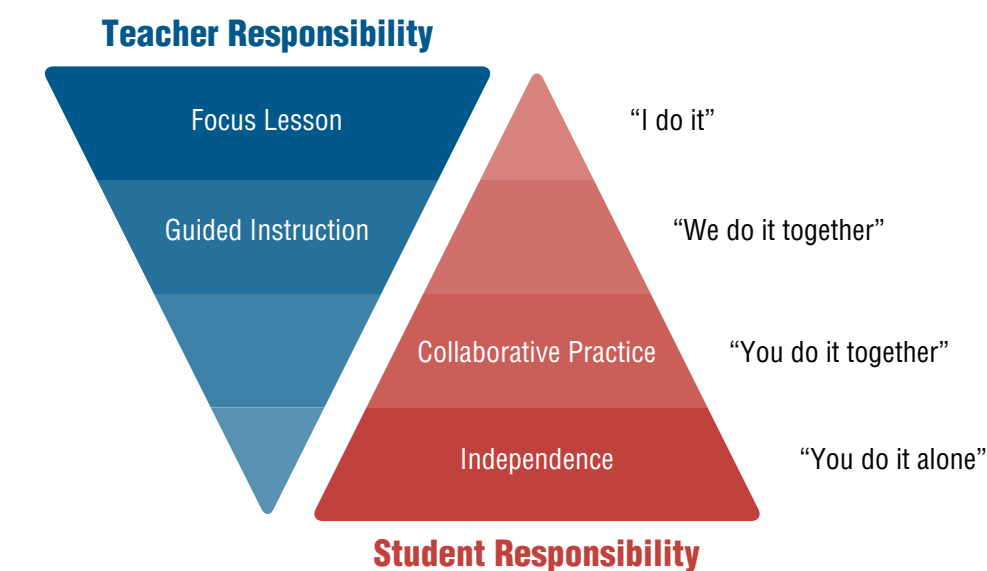 Teacher Responsibility
Focus Lesson
“I do it”
Guided Instruction
“We do it together”
Collaborative Practice
“You do it together”
Independence
“You do it alone”
Student Responsibility